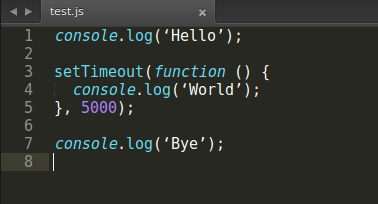 test.js
1 console.log(‘Hello’);
2
3 setTimeout(function () {
4   console.log(‘World’);
5 }, 5000);
6
7 console.log(‘Bye’);
8